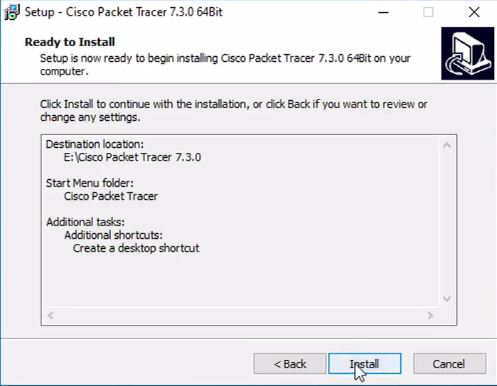 Setup - Cisco Packet Tracer 7.3.0 64Bit
Ready to Install
Setup is now ready to begin installing Cisco Packet Tracer 7.3.0 64Bit on your
computer.
Click Install to continue with the installation, or click Back if you want to review or
change any settings.
Destination location:
E:\Cisco Packet Tracer 7.3.0
Start Menu folder:
Cisco Packet Tracer
Additional tasks:
Additional shortcuts:
Create a desktop shortcut
< Back
Install
Cancel